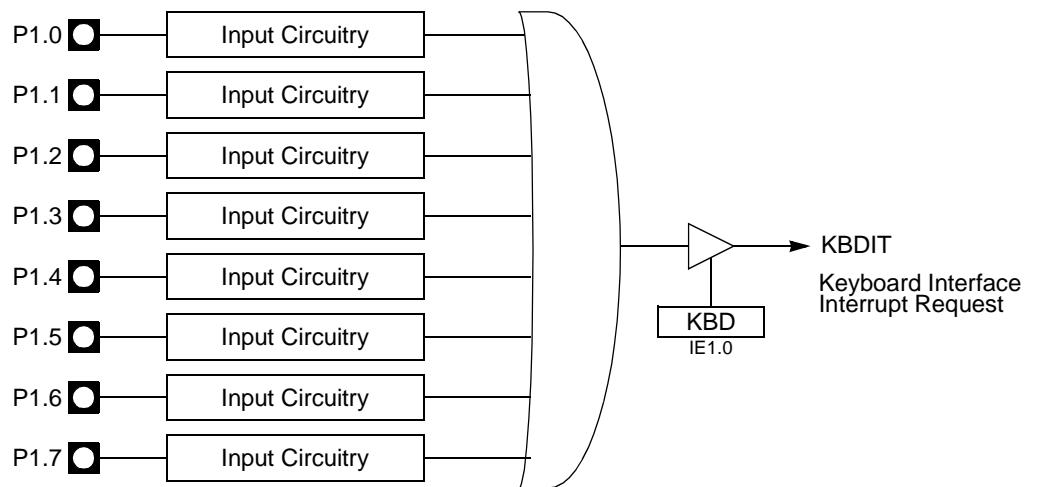 P1.0 Input Circuitry
P1.1 Input Circuitry
P1.2 Input Circuitry
P1.3 Input Circuitry
P1.4 Input Circuitry
P1.5 Input Circuitry
P1.6 Input Circuitry
P1.7 Input Circuitry
KBDIT
Keyboard Interface
Interrupt Request
KBD
IE1.0